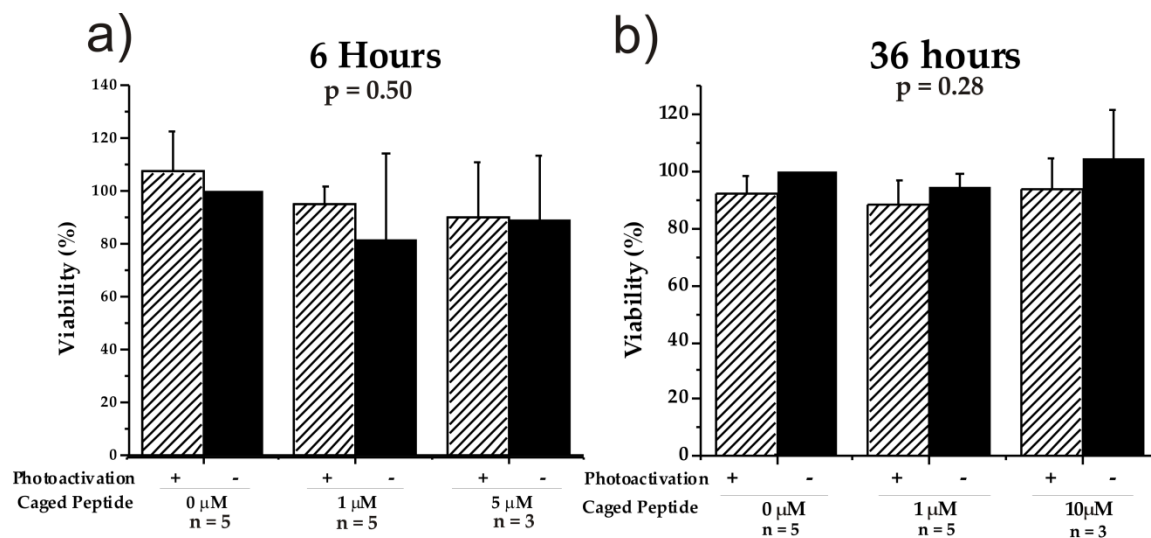 a)
6 Hours
p = 0.50
140
120
100
80
60
40
20
0
Viability (%)
Photoactivation + - + - + -
Caged Peptide 0 μM 1 μM 5 μM
n = 5 n = 5 n = 3
b)
36 hours
p = 0.28
120
100
80
60
40
20
0
Viability (%)
Photoactivation + - + - + -
Caged Peptide 0 μM 1 μM 10μM
n = 5 n = 5 n = 3